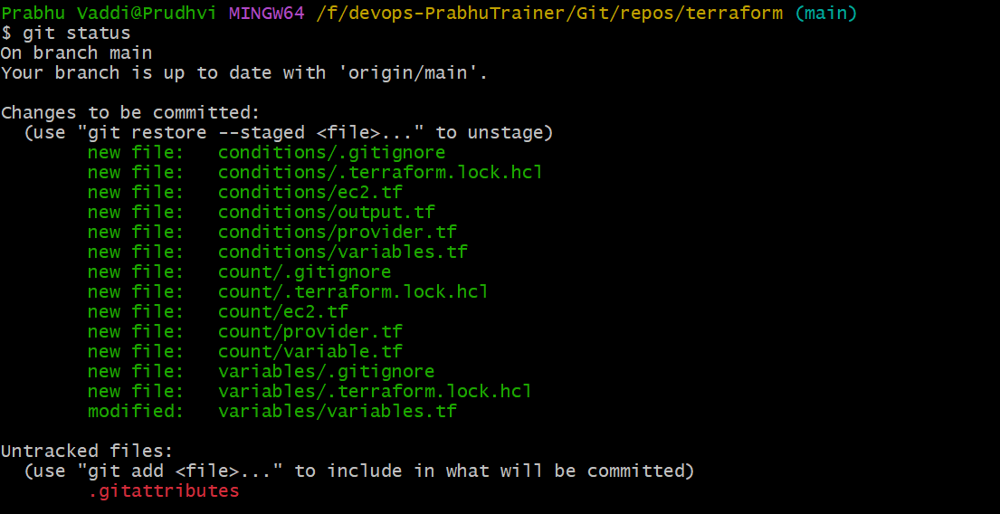 Prabhu Vaddi@Prudhvi MINGW64 /f/devops-PrabhuTrainer/Git/repos/terraform (main)
$ git status
On branch main
Your branch is up to date with 'origin/main'.
Changes to be committed:
(use "git restore --staged <file>..." to unstage)
new file: conditions/.gitignore
new file: conditions/.terraform.lock.hcl
new file: conditions/ec2.tf
new file: conditions/output.tf
new file: conditions/provider.tf
new file: conditions/variables.tf
new file: count/.gitignore
new file: count/.terraform.lock.hcl
new file: count/ec2.tf
new file: count/provider.tf
new file: count/variable.tf
new file: variables/.gitignore
new file: variables/.terraform.lock.hcl
modified: variables/variables.tf
Untracked files:
(use "git add <file>..." to include in what will be committed)
.gitattributes